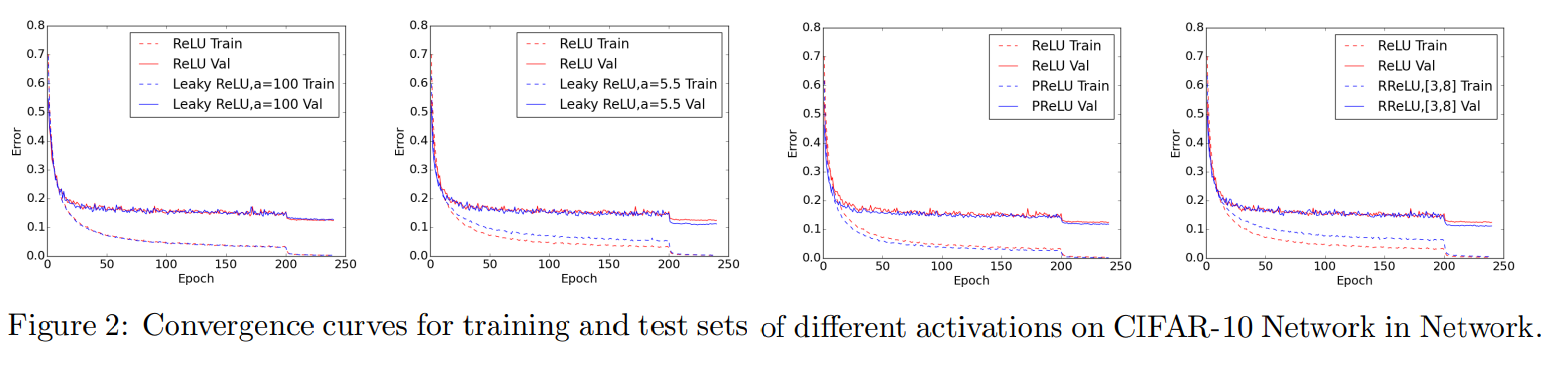 0.8
0.7
0.6
0.5
0.4
0.3
0.2
0.1
0.0
Error
ReLU Train
ReLU Val
Leaky ReLU,a=100 Train
Leaky ReLU,a=100 Val
0 50 100 150 200 250
Epoch
0.8
0.7
0.6
0.5
0.4
0.3
0.2
0.1
0.0
Error
ReLU Train
ReLU Val
Leaky ReLU,a=5.5 Train
Leaky ReLU,a=5.5 Val
0 50 100 150 200 250
Epoch
0.8
0.7
0.6
0.5
0.4
0.3
0.2
0.1
0.0
Error
ReLU Train
ReLU Val
PReLU Train
PReLU Val
0 50 100 150 200 250
Epoch
0.8
0.7
0.6
0.5
0.4
0.3
0.2
0.1
0.0
Error
ReLU Train
ReLU Val
RReLU,[3,8] Train
RReLU,[3,8] Val
0 50 100 150 200 250
Epoch
Figure 2: Convergence curves for training and test sets of different activations on CIFAR-10 Network in Network.